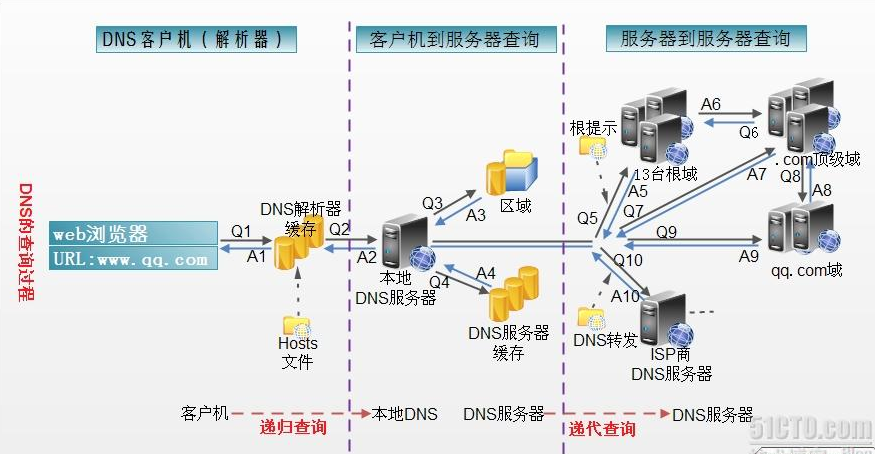 DNS客户机（解析器）
客户机到服务器查询
服务器到服务器查询
DNS的查询过程
web浏览器
URL:www.qq.com
Q1
A1
DNS解析器
缓存
Hosts
文件
Q2
A2
本地
DNS服务器
Q3
A3
区域
Q4
A4
DNS服务器
缓存
根提示
13台根域
Q5
A5
A6
Q6
.com顶级域
Q7
A7
Q8
A8
Q9
A9
qq.com域
Q10
A10
DNS转发
ISP商
DNS服务器
客户机
递归查询
本地DNS
DNS服务器
递代查询
DNS服务器
51CTO.com